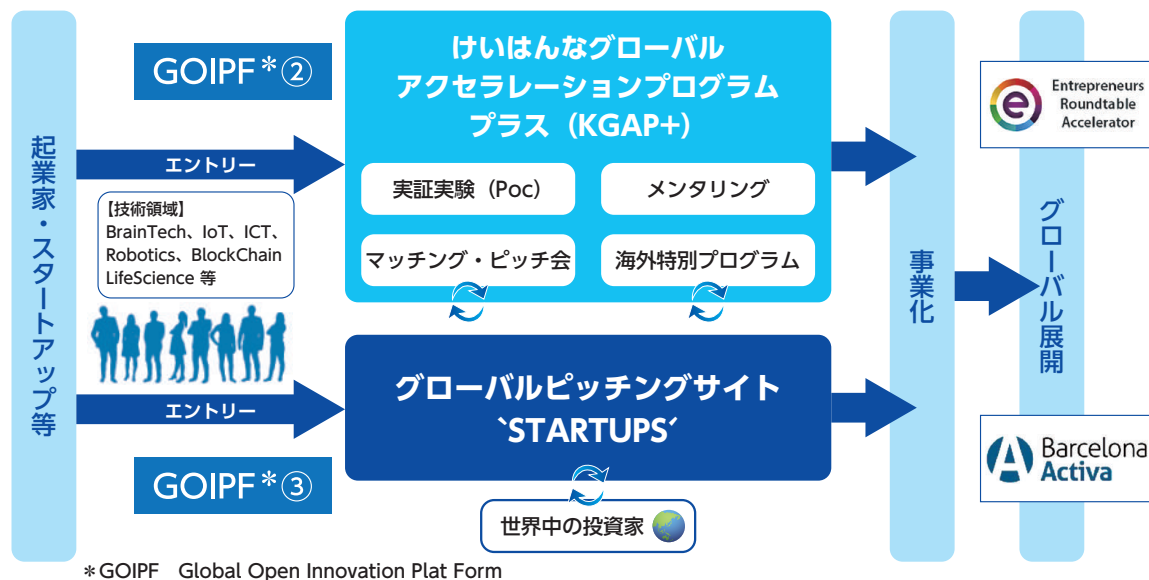 起業家・スタートアップ等
GOIPF*②
エントリー
【技術領域】
BrainTech、IoT、ICT、
Robotics、BlockChain
LifeScience 等
エントリー
GOIPF*③
けいはんなグローバル
アクセラレーションプログラム
プラス（KGAP+）
実証実験（Poc）
メンタリング
マッチング・ピッチ会
海外特別プログラム
グローバルピッチングサイト
‵STARTUPS′
世界中の投資家
事業化
グローバル展開
e
Entrepreneurs
Roundtable
Accelerator
Barcelona
Activa
*GOIPF Global Open Innovation Plat Form